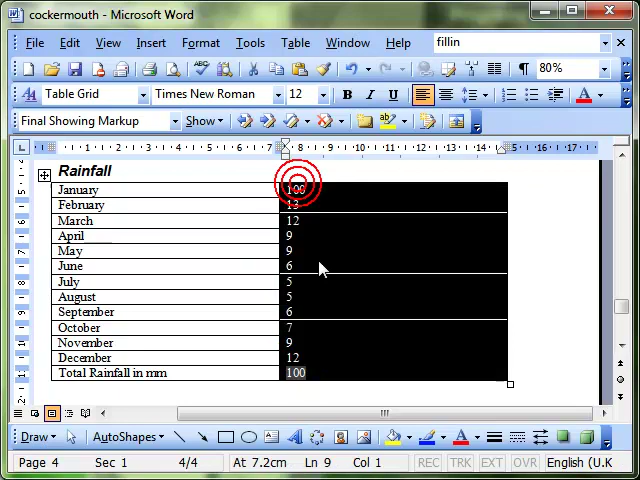 cockermouth - Microsoft Word
File Edit View Insert Format Tools Table Window Help fillin
80%
Table Grid Times New Roman 12 B I U
Final Showing Markup Show
Rainfall
January 100
February 13
March 12
April 9
May 9
June 6
July 5
August 5
September 6
October 7
November 9
December 12
Total Rainfall in mm 100
Draw AutoShapes
Page 4 Sec 1 4/4 At 7.2cm Ln 9 Col 1 REC TRK EXT OVR English (U.K